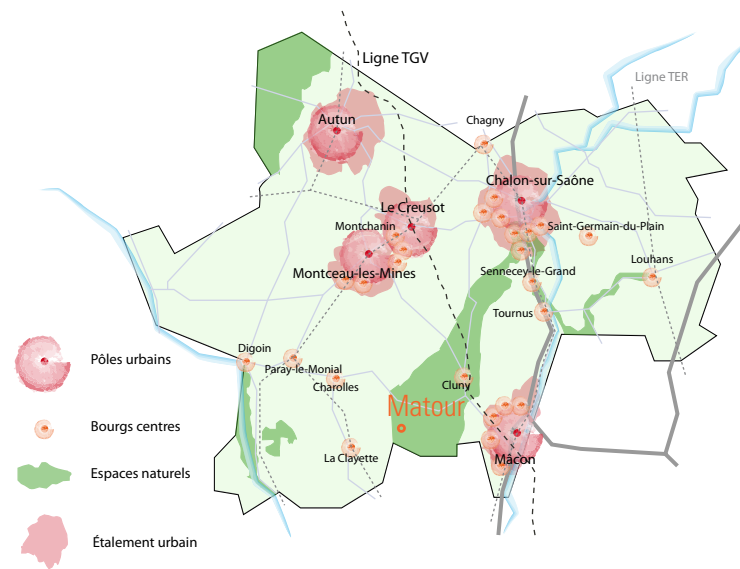 Ligne TGV
Ligne TER
Autun
Chagny
Chalon-sur-Saône
Le Creusot
Montchanin
Saint-Germain-du-Plain
Louhans
Montceau-les-Mines
Sennecey-le-Grand
Tournus
Digoin
Paray-le-Monial
Charolles
Cluny
Matour
La Clayette
Mâcon
Pôles urbains
Bourgs centres
Espaces naturels
Étalement urbain